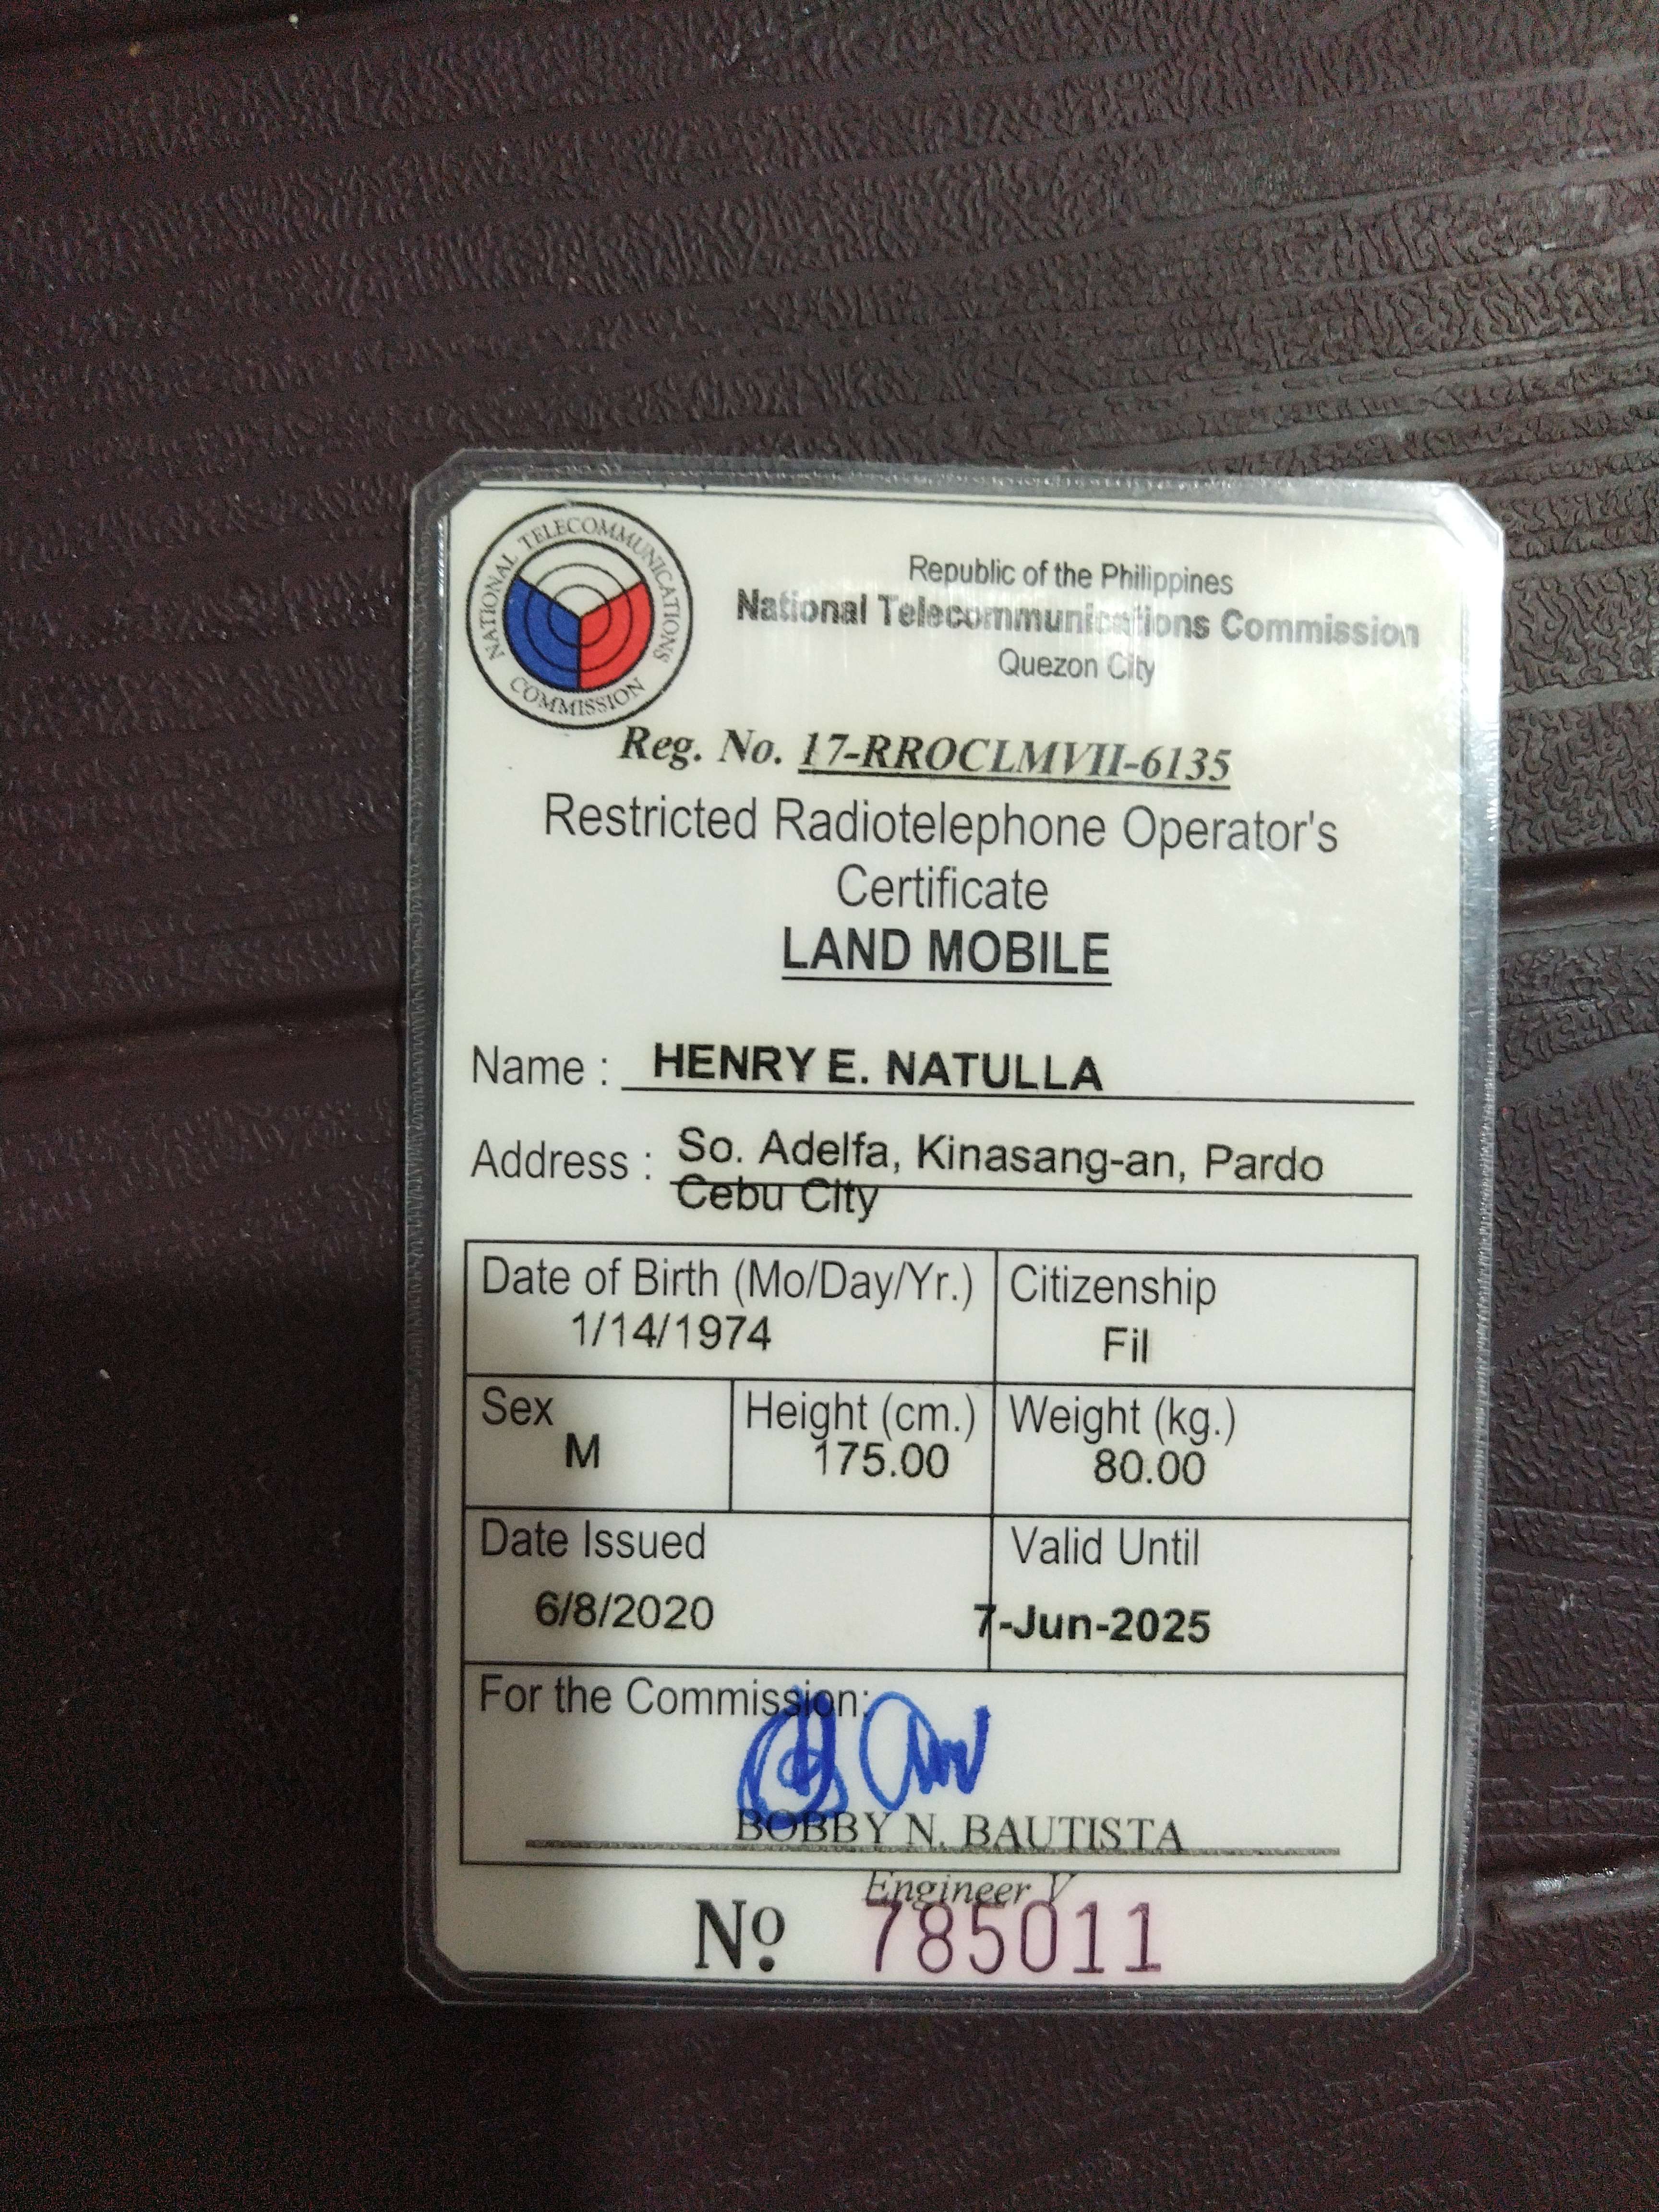 NATIONAL TELECOMMUNICATIONS COMMISSION
Republic of the Philippines
National Telecommunications Commission
Quezon City
Reg. No. 17-RROCLMVII-6135
Restricted Radiotelephone Operator's
Certificate
LAND MOBILE
Name : HENRY E. NATULLA
Address : So. Adelfa, Kinasang-an, Pardo
Cebu City
Date of Birth (Mo/Day/Yr.) Citizenship
1/14/1974 Fil
Sex Height (cm.) Weight (kg.)
M 175.00 80.00
Date Issued Valid Until
6/8/2020 7-Jun-2025
For the Commission:
BOBBY N. BAUTISTA
Engineer V
Nº 785011